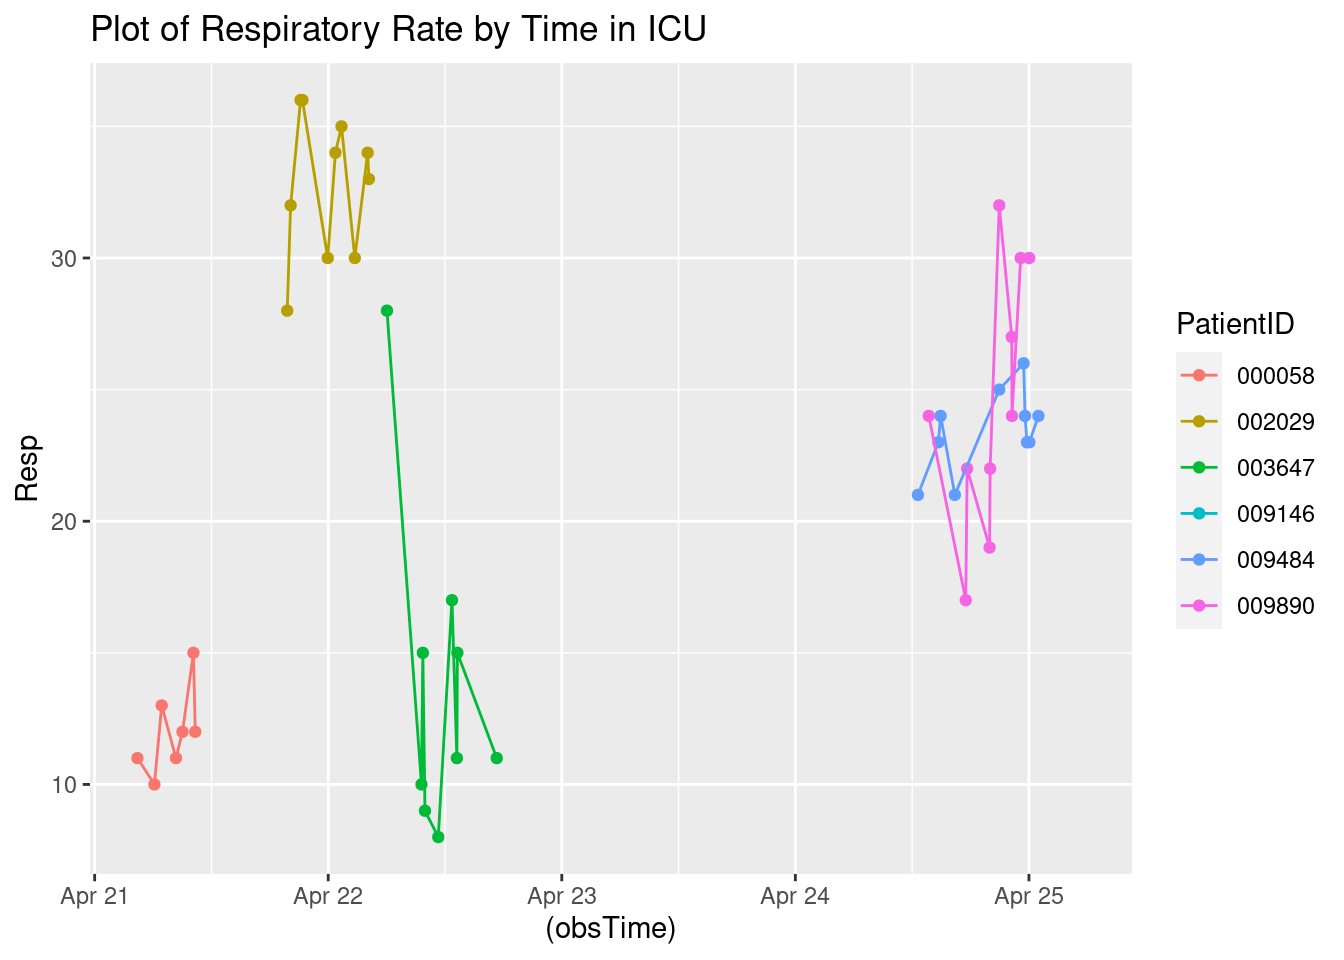 Plot of Respiratory Rate by Time in ICU
Resp
30
20
10
Apr 21 Apr 22 Apr 23 Apr 24 Apr 25
(obsTime)
PatientID
000058
002029
003647
009146
009484
009890